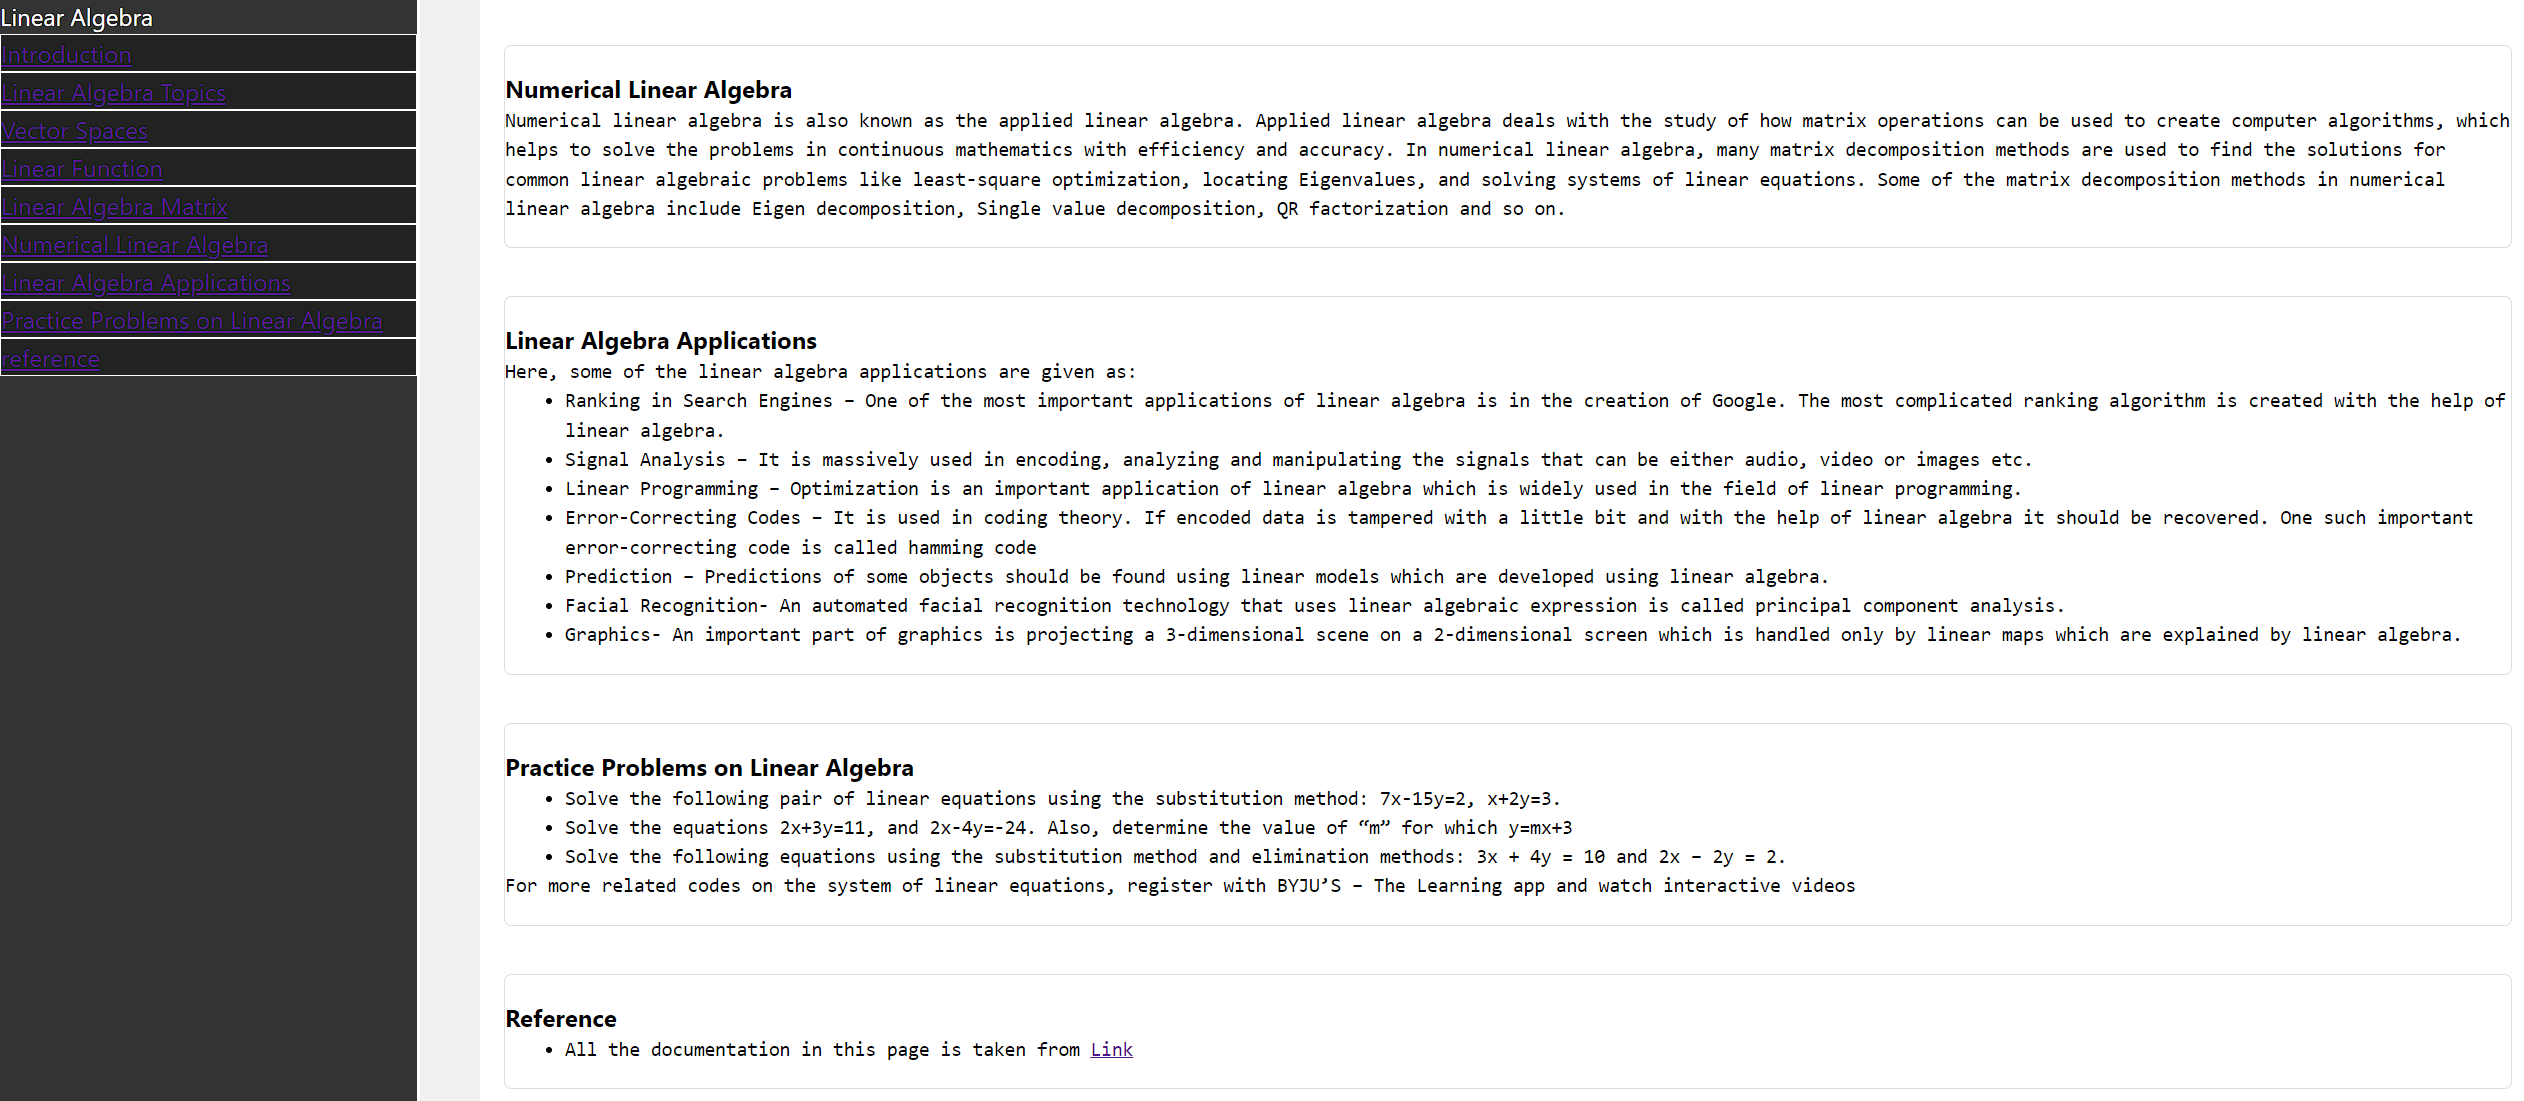 Linear Algebra
Introduction
Linear Algebra Topics
Vector Spaces
Linear Function
Linear Algebra Matrix
Numerical Linear Algebra
Linear Algebra Applications
Practice Problems on Linear Algebra
reference
Numerical Linear Algebra
Numerical linear algebra is also known as the applied linear algebra. Applied linear algebra deals with the study of how matrix operations can be used to create computer algorithms, which
helps to solve the problems in continuous mathematics with efficiency and accuracy. In numerical linear algebra, many matrix decomposition methods are used to find the solutions for
common linear algebraic problems like least-square optimization, locating Eigenvalues, and solving systems of linear equations. Some of the matrix decomposition methods in numerical
linear algebra include Eigen decomposition, Single value decomposition, QR factorization and so on.
Linear Algebra Applications
Here, some of the linear algebra applications are given as:
• Ranking in Search Engines – One of the most important applications of linear algebra is in the creation of Google. The most complicated ranking algorithm is created with the help of
linear algebra.
• Signal Analysis – It is massively used in encoding, analyzing and manipulating the signals that can be either audio, video or images etc.
• Linear Programming – Optimization is an important application of linear algebra which is widely used in the field of linear programming.
• Error-Correcting Codes – It is used in coding theory. If encoded data is tampered with a little bit and with the help of linear algebra it should be recovered. One such important
error-correcting code is called hamming code
• Prediction – Predictions of some objects should be found using linear models which are developed using linear algebra.
• Facial Recognition- An automated facial recognition technology that uses linear algebraic expression is called principal component analysis.
• Graphics- An important part of graphics is projecting a 3-dimensional scene on a 2-dimensional screen which is handled only by linear maps which are explained by linear algebra.
Practice Problems on Linear Algebra
• Solve the following pair of linear equations using the substitution method: 7x-15y=2, x+2y=3.
• Solve the equations 2x+3y=11, and 2x-4y=-24. Also, determine the value of “m” for which y=mx+3
• Solve the following equations using the substitution method and elimination methods: 3x + 4y = 10 and 2x – 2y = 2.
For more related codes on the system of linear equations, register with BYJU’S – The Learning app and watch interactive videos
Reference
• All the documentation in this page is taken from Link